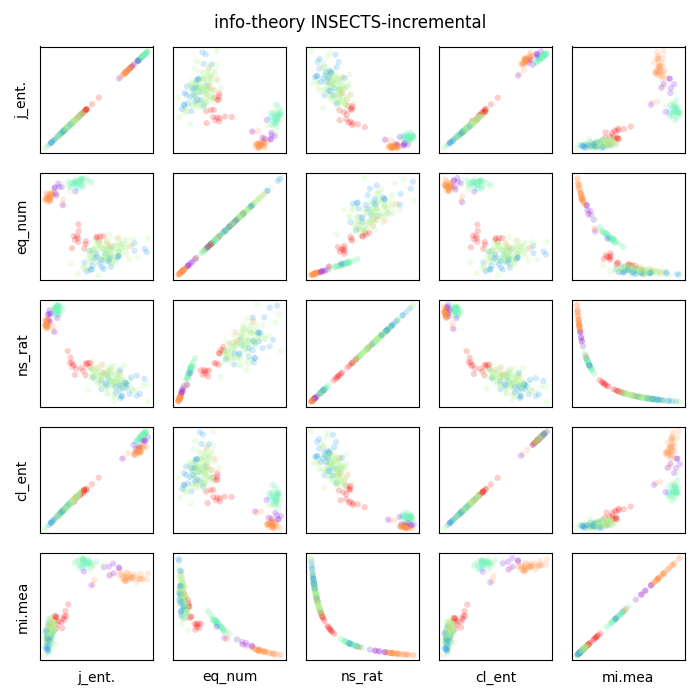 info-theory INSECTS-incremental
j_ent.
eq_num
ns_rat
cl_ent
mi.mea
j_ent.
eq_num
ns_rat
cl_ent
mi.mea